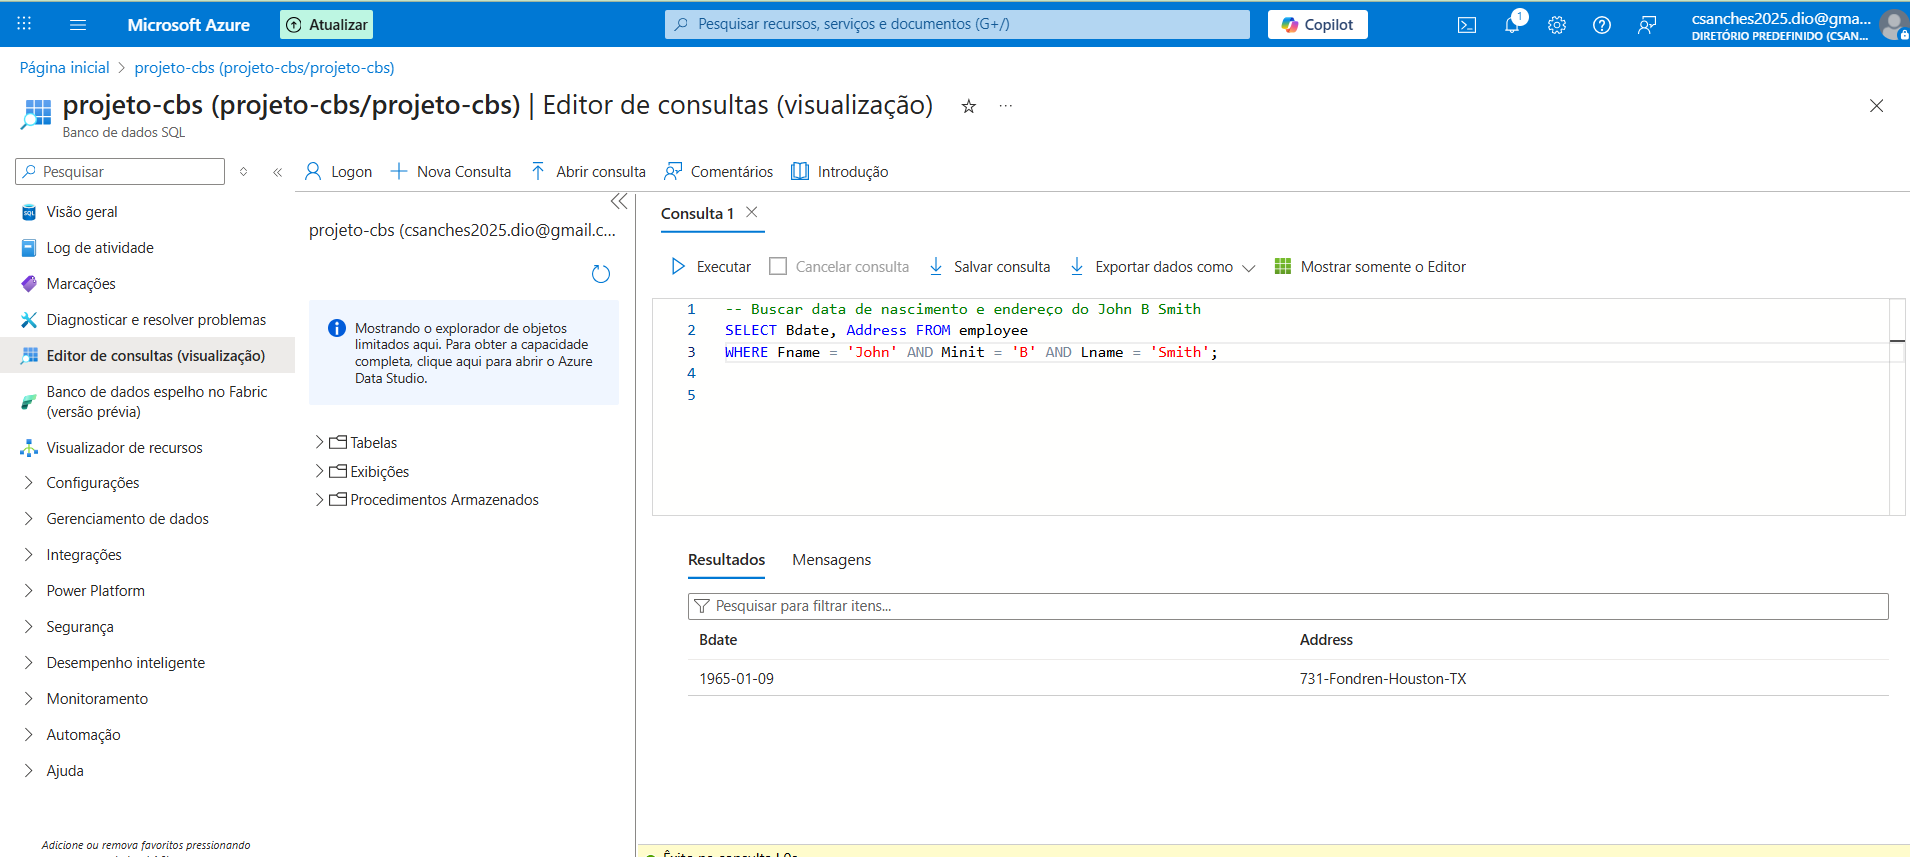 Microsoft Azure
Atualizar
Pesquisar recursos, serviços e documentos (G+/)
Copilot
1
csanches2025.dio@gma...
DIRETÓRIO PREDEFINIDO (CSAN...
Página inicial > projeto-cbs (projeto-cbs/projeto-cbs)
projeto-cbs (projeto-cbs/projeto-cbs) | Editor de consultas (visualização)
Banco de dados SQL
Pesquisar
Visão geral
Log de atividade
Marcações
Diagnosticar e resolver problemas
Editor de consultas (visualização)
Banco de dados espelho no Fabric
(versão prévia)
Visualizador de recursos
Configurações
Gerenciamento de dados
Integrações
Power Platform
Segurança
Desempenho inteligente
Monitoramento
Automação
Ajuda
Adicione ou remova favoritos pressionando
Logon
Nova Consulta
Abrir consulta
Comentários
Introdução
projeto-cbs (csanches2025.dio@gmail.c...
Mostrando o explorador de objetos
limitados aqui. Para obter a capacidade
completa, clique aqui para abrir o Azure
Data Studio.
Tabelas
Exibições
Procedimentos Armazenados
Consulta 1
Executar
Cancelar consulta
Salvar consulta
Exportar dados como
Mostrar somente o Editor
1 -- Buscar data de nascimento e endereço do John B Smith
2 SELECT Bdate, Address FROM employee
3 WHERE Fname = 'John' AND Minit = 'B' AND Lname = 'Smith';
4
5
Resultados
Mensagens
Pesquisar para filtrar itens...
Bdate Address
1965-01-09 731-Fondren-Houston-TX